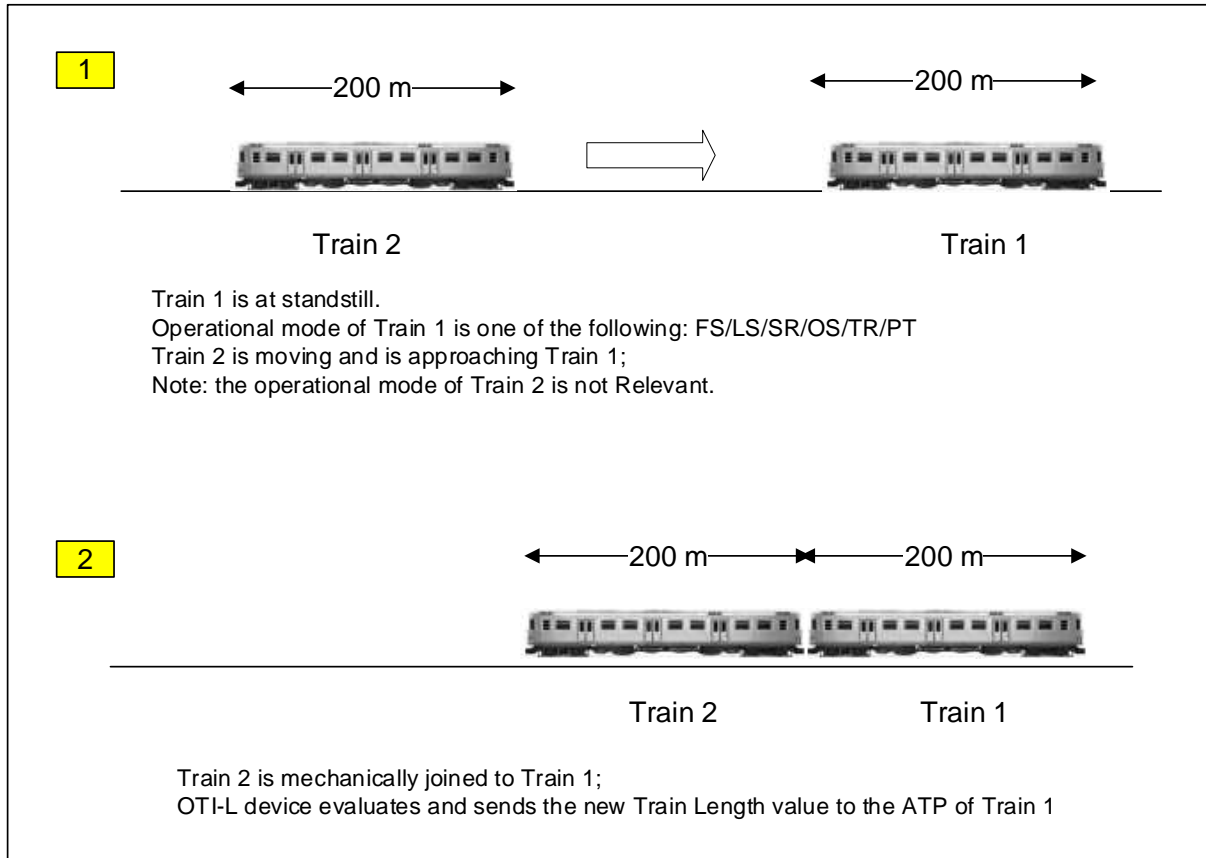 1
200 m
200 m
Train 2
Train 1
Train 1 is at standstill.
Operational mode of Train 1 is one of the following: FS/LS/SR/OS/TR/PT
Train 2 is moving and is approaching Train 1;
Note: the operational mode of Train 2 is not Relevant.
2
200 m
200 m
Train 2
Train 1
Train 2 is mechanically joined to Train 1;
OTI-L device evaluates and sends the new Train Length value to the ATP of Train 1